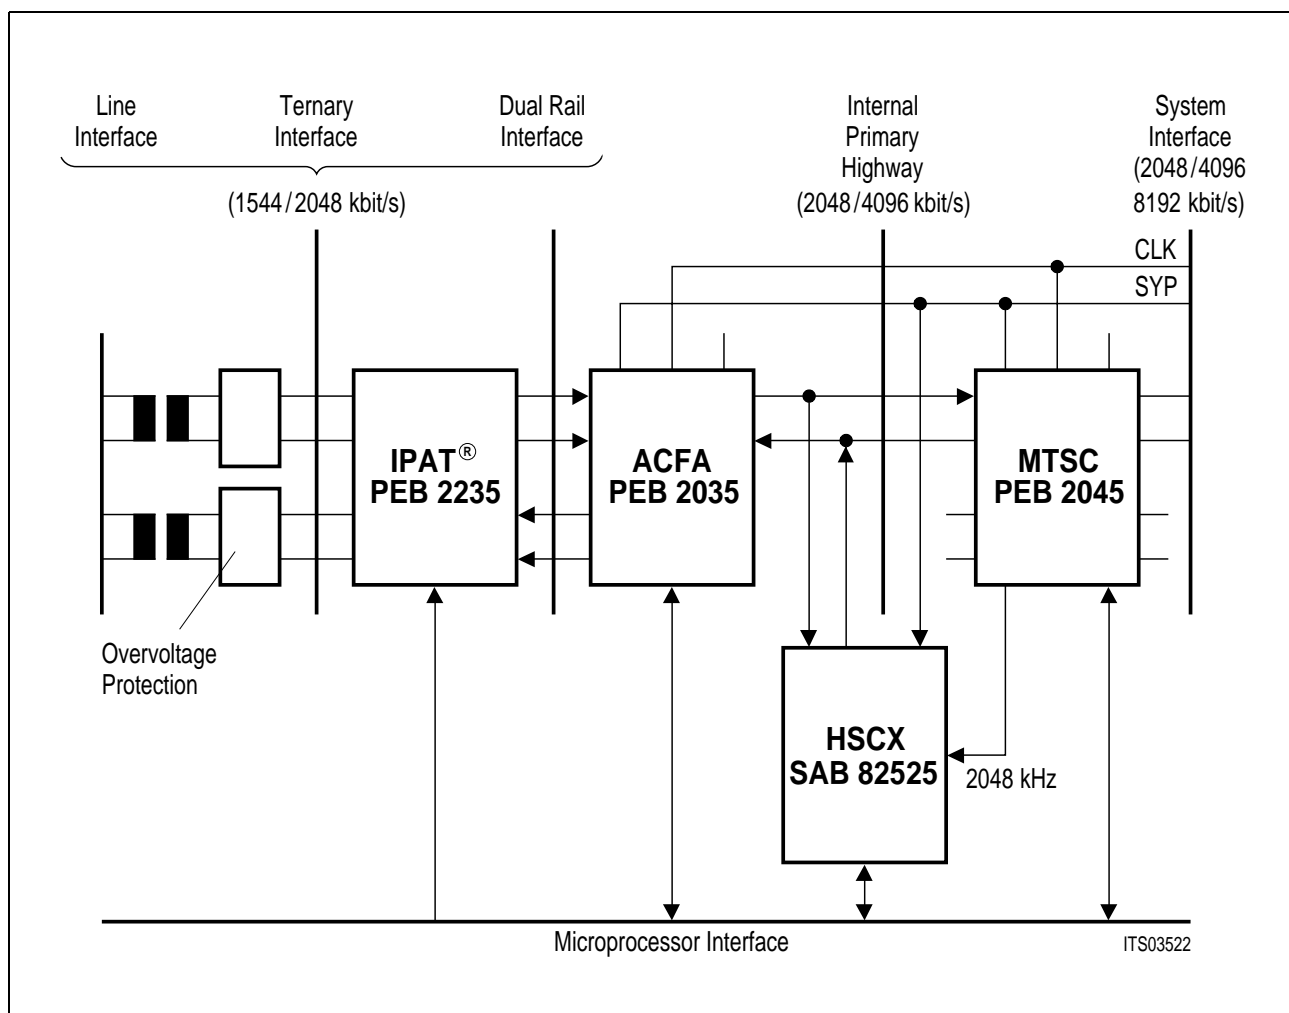 Line
Interface
Ternary
Interface
Dual Rail
Interface
(1544/2048 kbit/s)
Internal
Primary
Highway
(2048/4096 kbit/s)
System
Interface
(2048/4096
8192 kbit/s)
CLK
SYP
IPAT®
PEB 2235
ACFA
PEB 2035
MTSC
PEB 2045
Overvoltage
Protection
HSCX
SAB 82525
2048 kHz
Microprocessor Interface
ITS03522